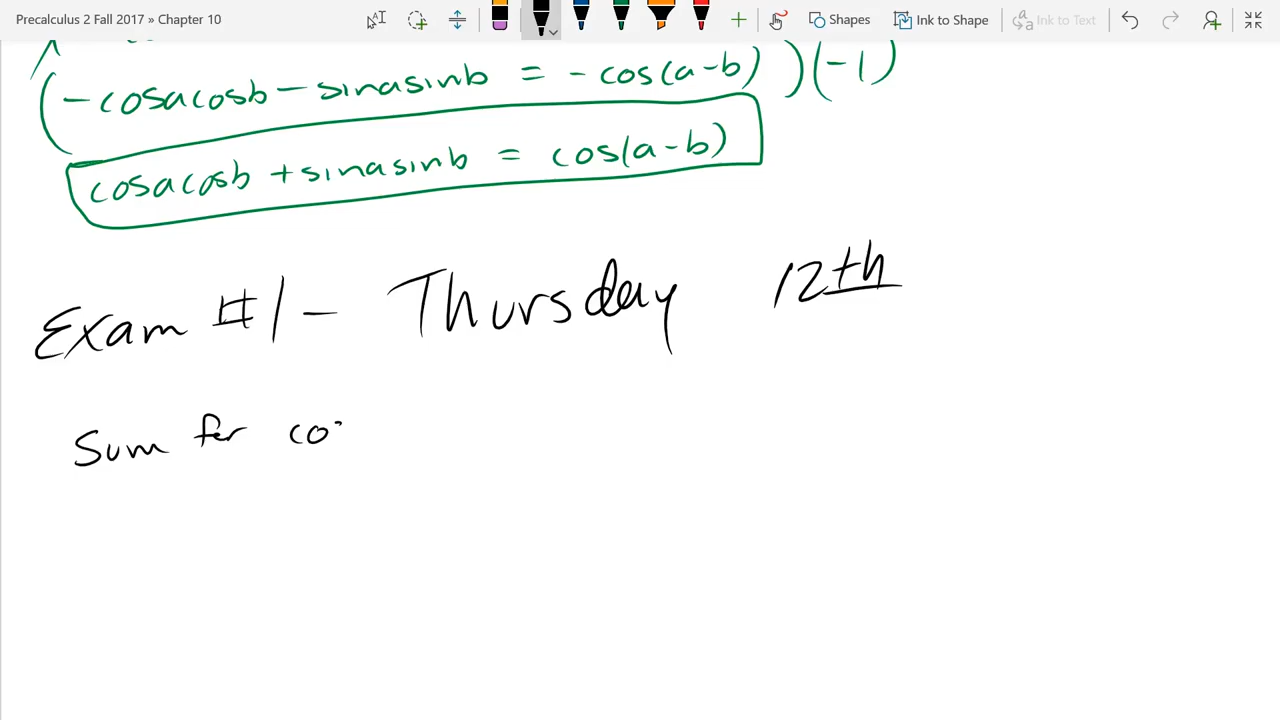 Precalculus 2 Fall 2017 » Chapter 10
Shapes
Ink to Shape
Ink to Text
(-cosacosb - sinasinb = -cos(a-b))(-1)
cosacosb + sinasinb = cos(a-b)
Exam #1 - Thursday 12th
Sum for co